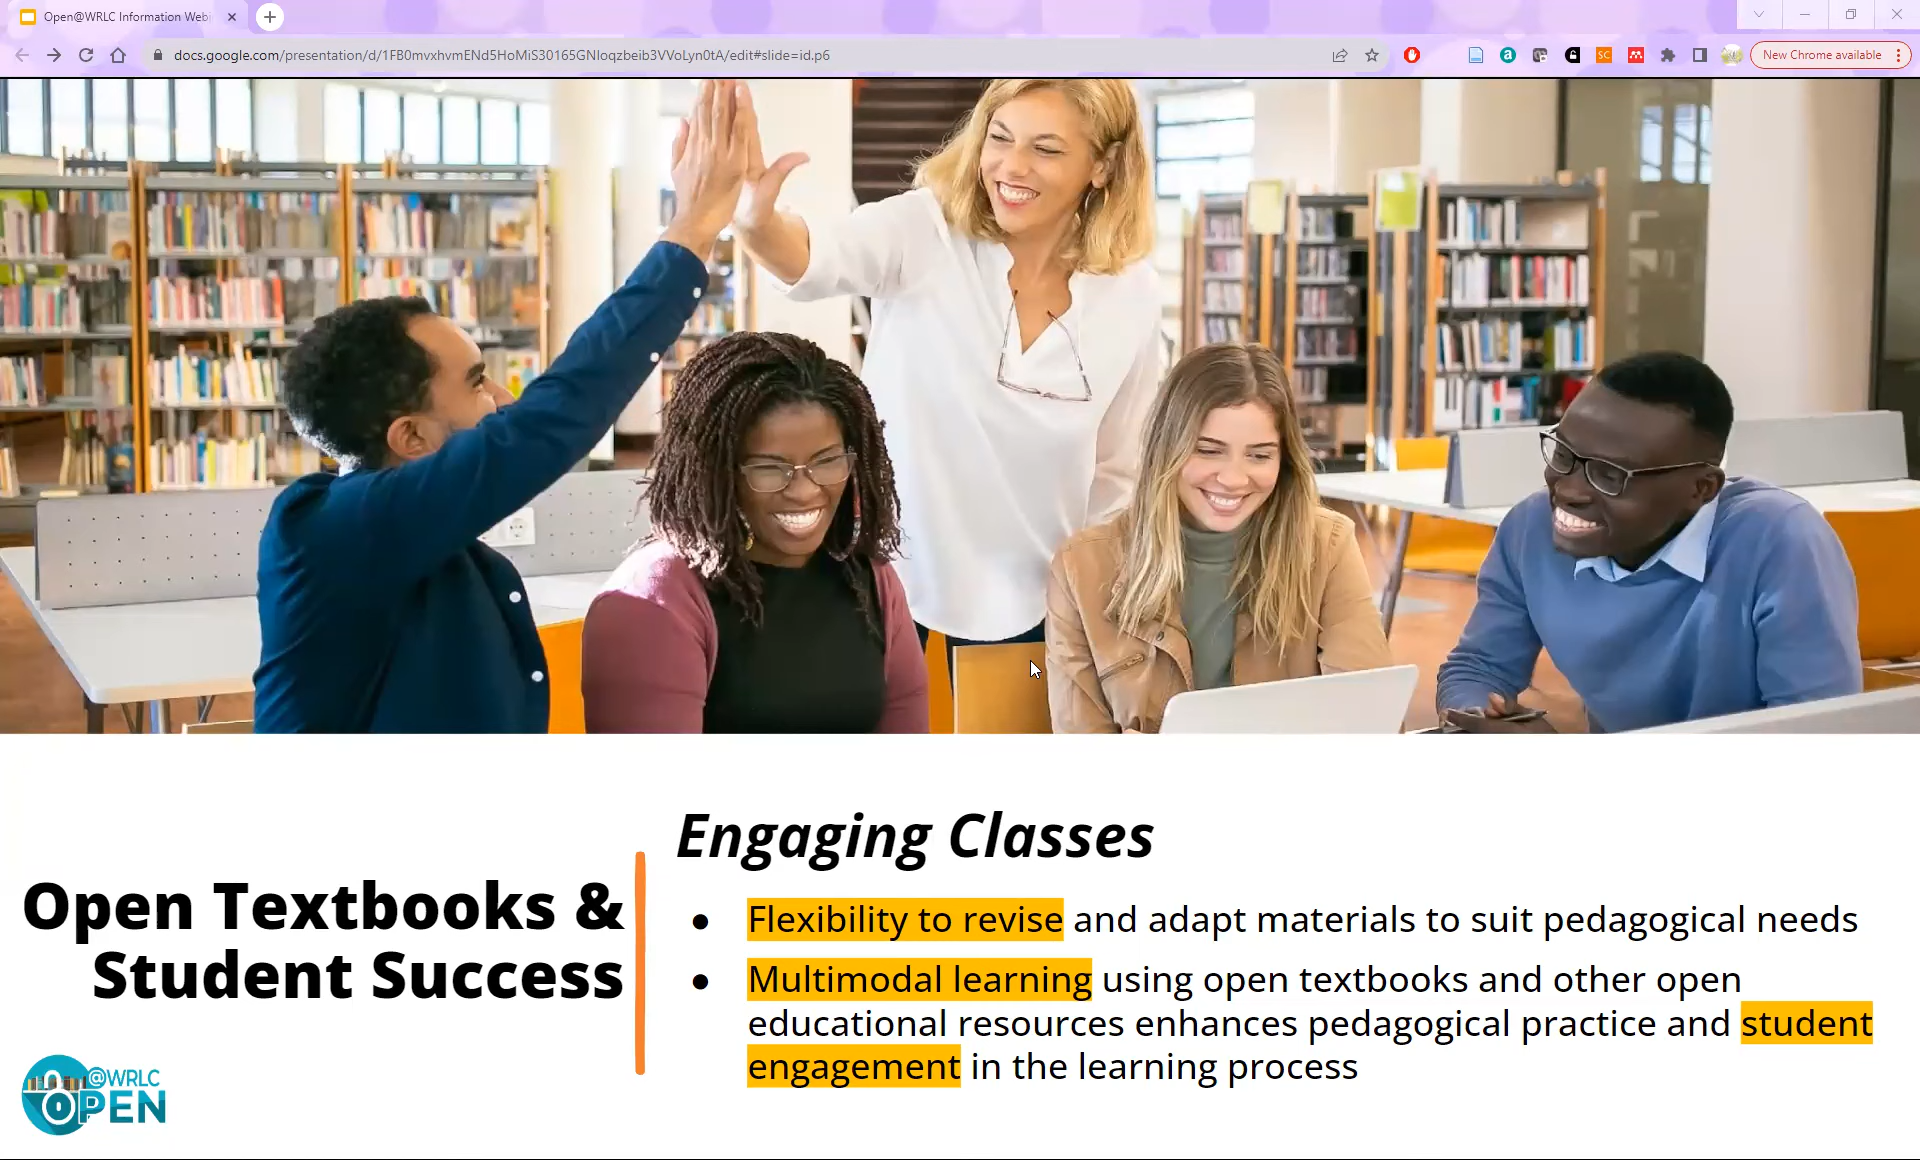 Open@WRLC Information Web
docs.google.com/presentation/d/1FB0mvxhvmENd5HoMiS30165GNloqzbeib3VVoLyn0tA/edit#slide=id.p6
SC
New Chrome available
Open Textbooks &
Student Success
Engaging Classes
● Flexibility to revise and adapt materials to suit pedagogical needs
● Multimodal learning using open textbooks and other open
educational resources enhances pedagogical practice and student
engagement in the learning process
@WRLC
OPEN